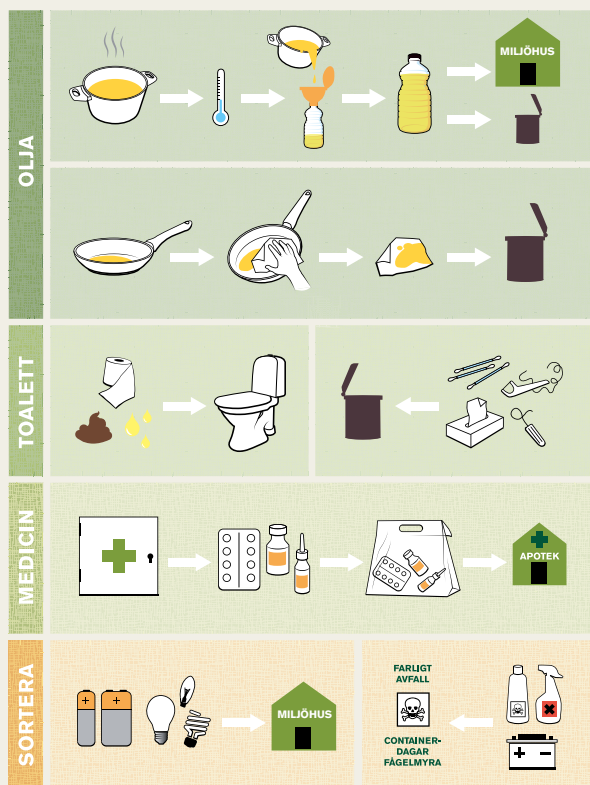 OLJA
MILJÖHUS
TOALETT
MEDICIN
APOTEK
SORTERA
MILJÖHUS
FARLIGT
AVFALL
CONTAINER-
DAGAR
FÅGELMYRA